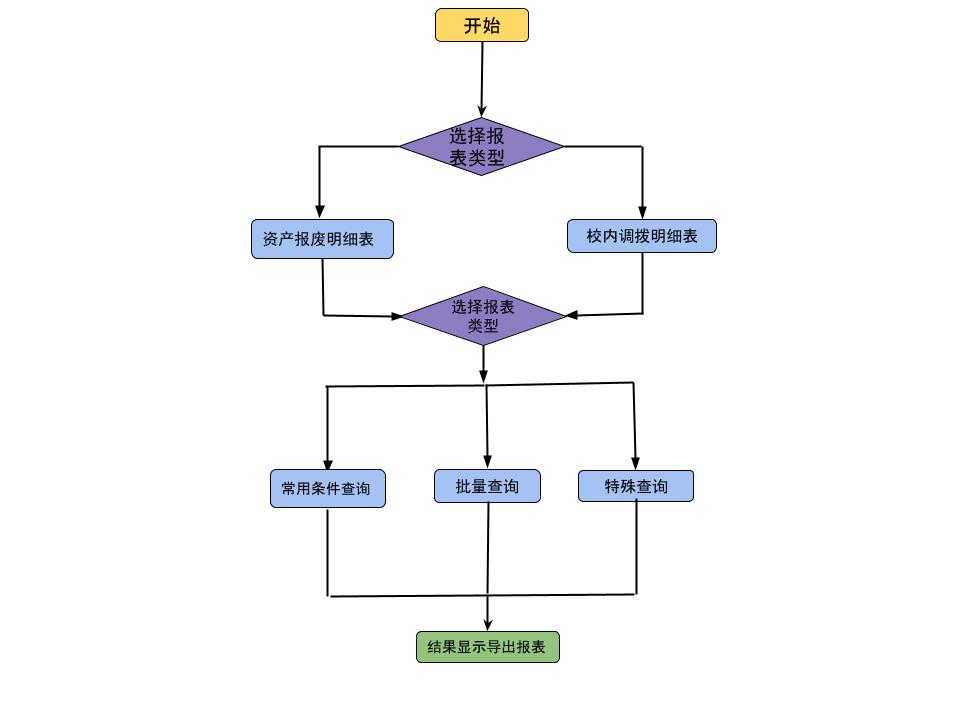 开始
选择报
表类型
资产报废明细表
校内调拨明细表
选择报表
类型
常用条件查询
批量查询
特殊查询
结果显示导出报表